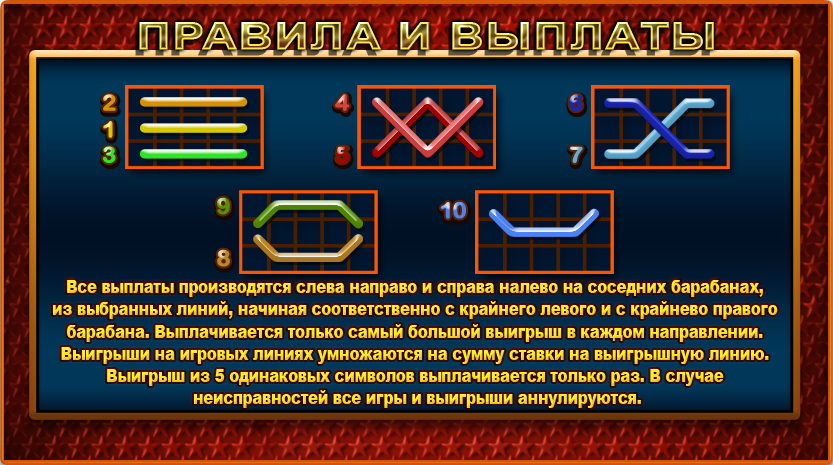 ПРАВИЛА И ВЫПЛАТЫ
2
1
3
4
5
6
7
9
8
10
Все выплаты производятся слева направо и справа налево на соседних барабанах,
из выбранных линий, начиная соответственно с крайнего левого и с крайнево правого
барабана. Выплачивается только самый большой выигрыш в каждом направлении.
Выигрыши на игровых линиях умножаются на сумму ставки на выигрышную линию.
Выигрыш из 5 одинаковых символов выплачивается только раз. В случае
неисправностей все игры и выигрыши аннулируются.